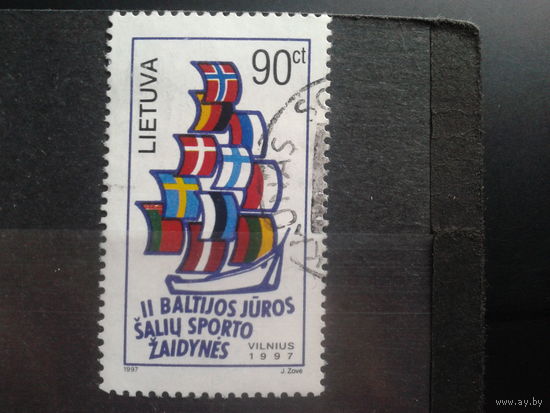 LIETUVA
90ct
II BALTIJOS JŪROS
ŠALIŲ SPORTO
ŽAIDYNĖS
VILNIUS
1997
1997
J. Zovė
© www.ay.by